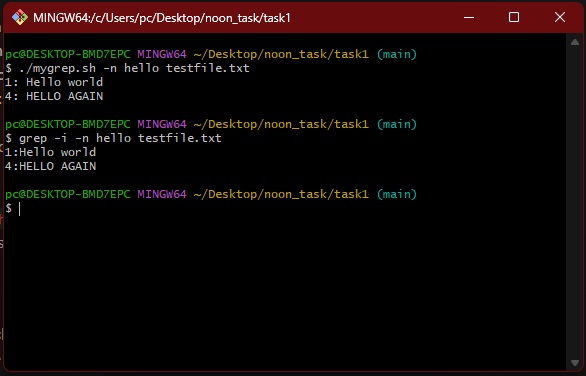 MINGW64:/c/Users/pc/Desktop/noon_task/task1
pc@DESKTOP-BMD7EPC MINGW64 ~/Desktop/noon_task/task1 (main)
$ ./mygrep.sh -n hello testfile.txt
1: Hello world
4: HELLO AGAIN
pc@DESKTOP-BMD7EPC MINGW64 ~/Desktop/noon_task/task1 (main)
$ grep -i -n hello testfile.txt
1:Hello world
4:HELLO AGAIN
pc@DESKTOP-BMD7EPC MINGW64 ~/Desktop/noon_task/task1 (main)
$